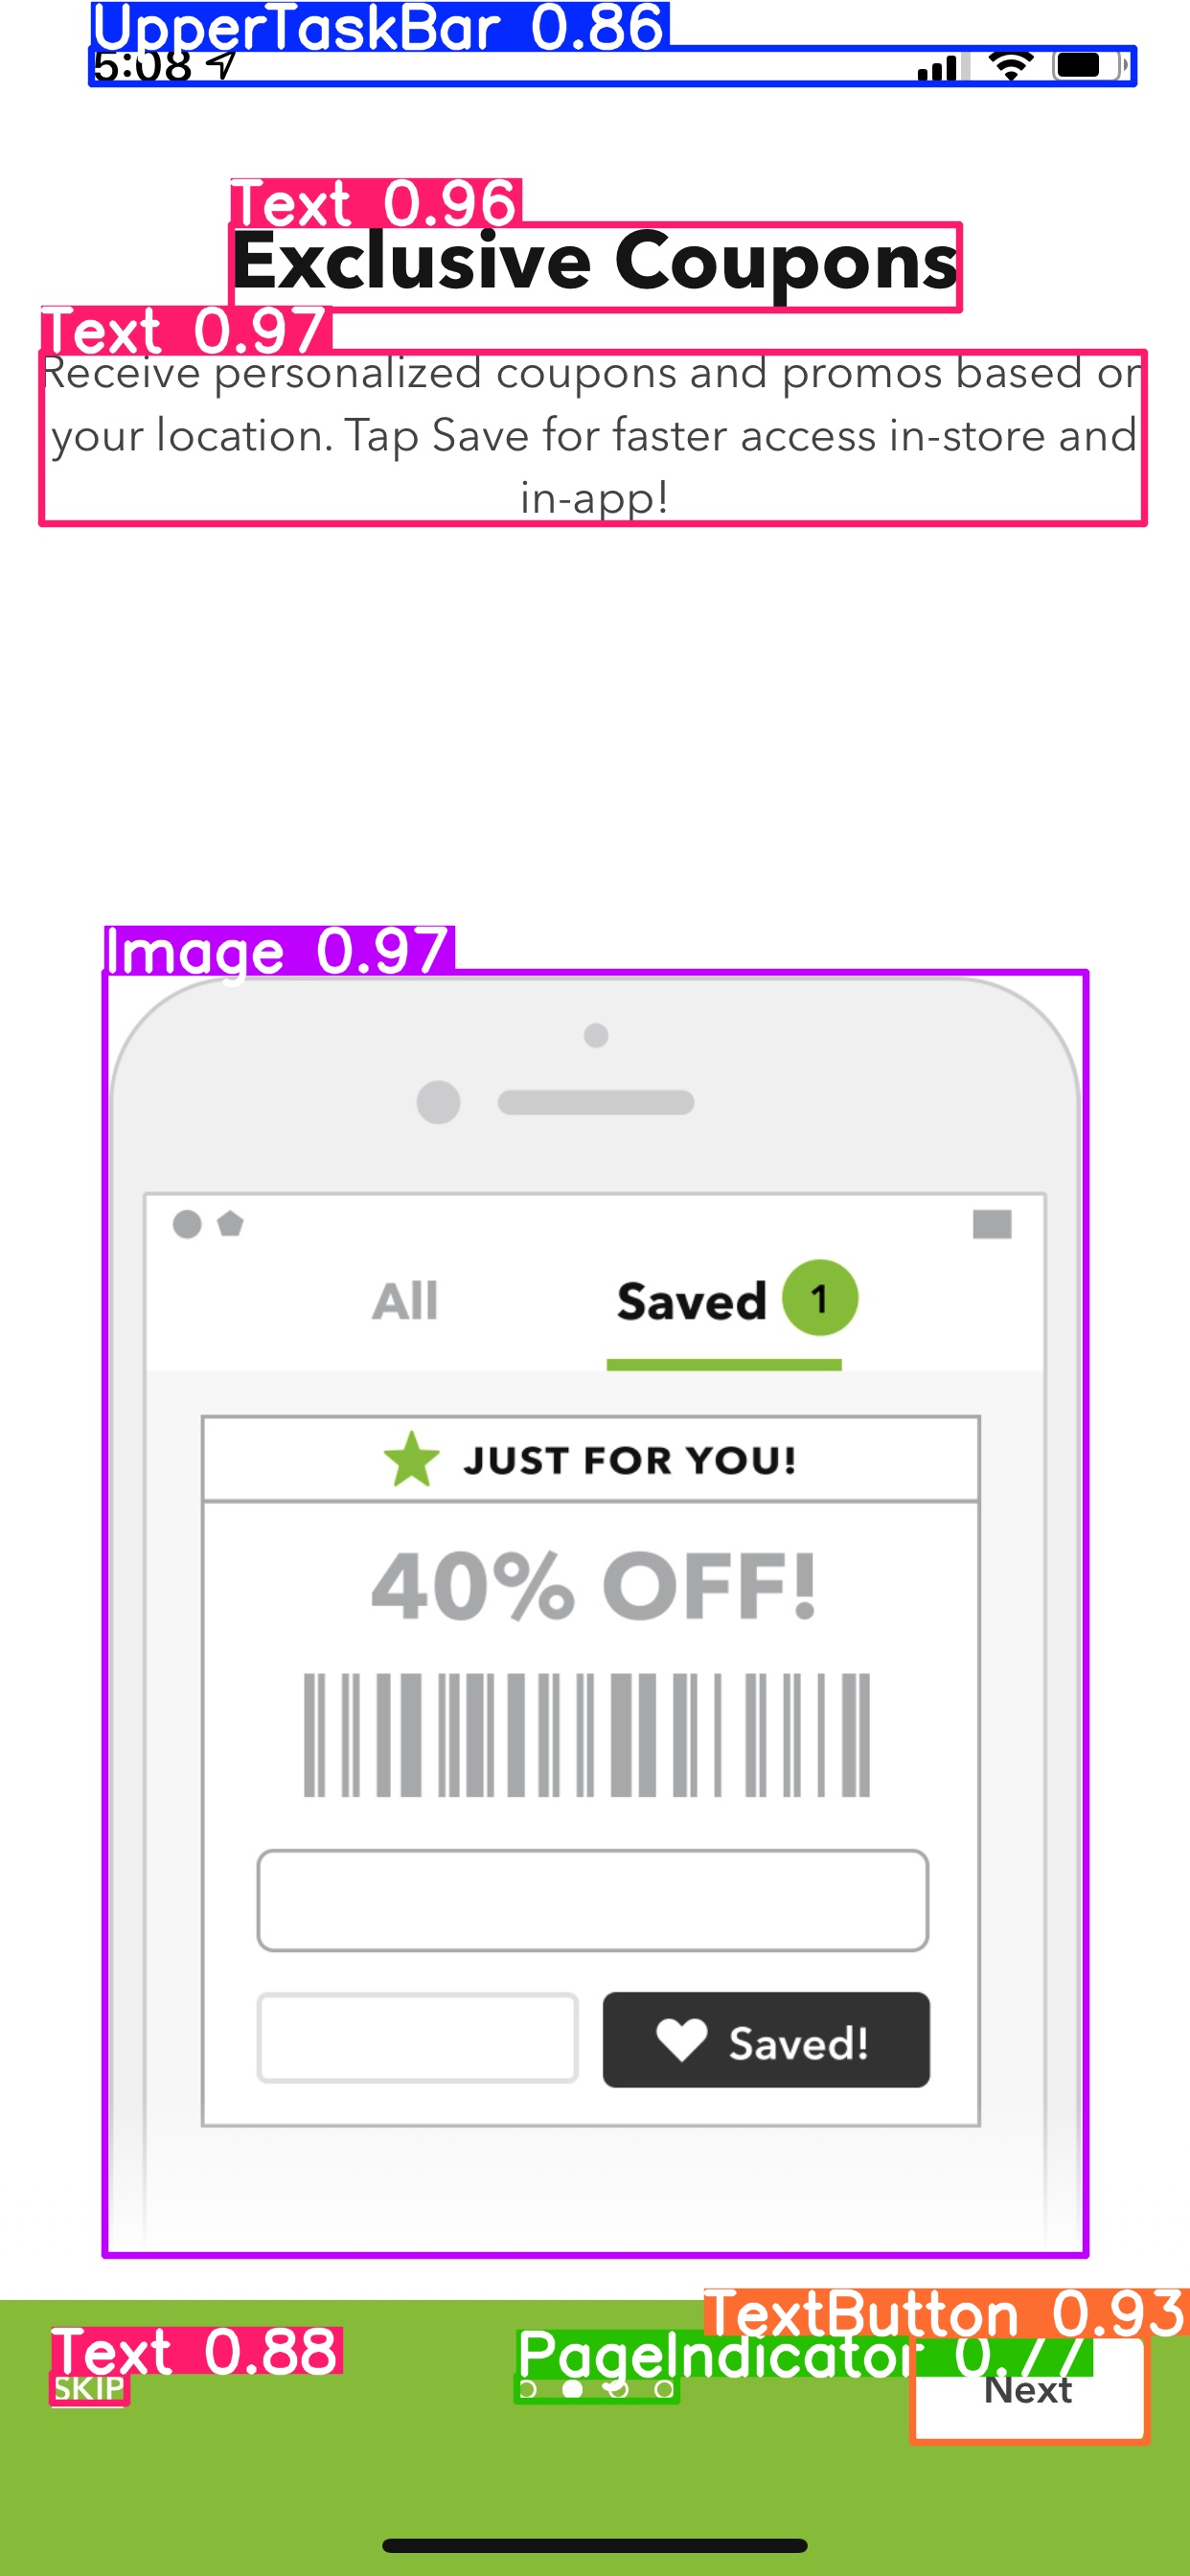 UpperTaskBar 0.86
5:08
Text 0.96
Exclusive Coupons
Text 0.97
Receive personalized coupons and promos based on
your location. Tap Save for faster access in-store and
in-app!
Image 0.97
All
Saved 1
JUST FOR YOU!
40% OFF!
Saved!
TextButton 0.93
Text 0.88
PageIndicator 0.77
SKIP
Next